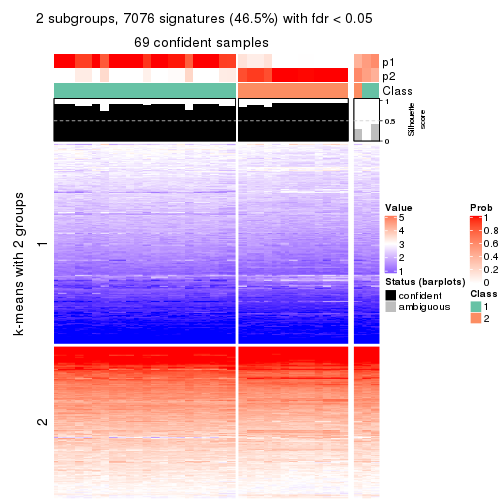 2 subgroups, 7076 signatures (46.5%) with fdr < 0.05
69 confident samples
p1
p2
Class
1
0.5
0
Silhouette
score
k-means with 2 groups
1
2
Value
5
4
3
2
1
Status (barplots)
confident
ambiguous
Prob
1
0.8
0.6
0.4
0.2
0
Class
1
2